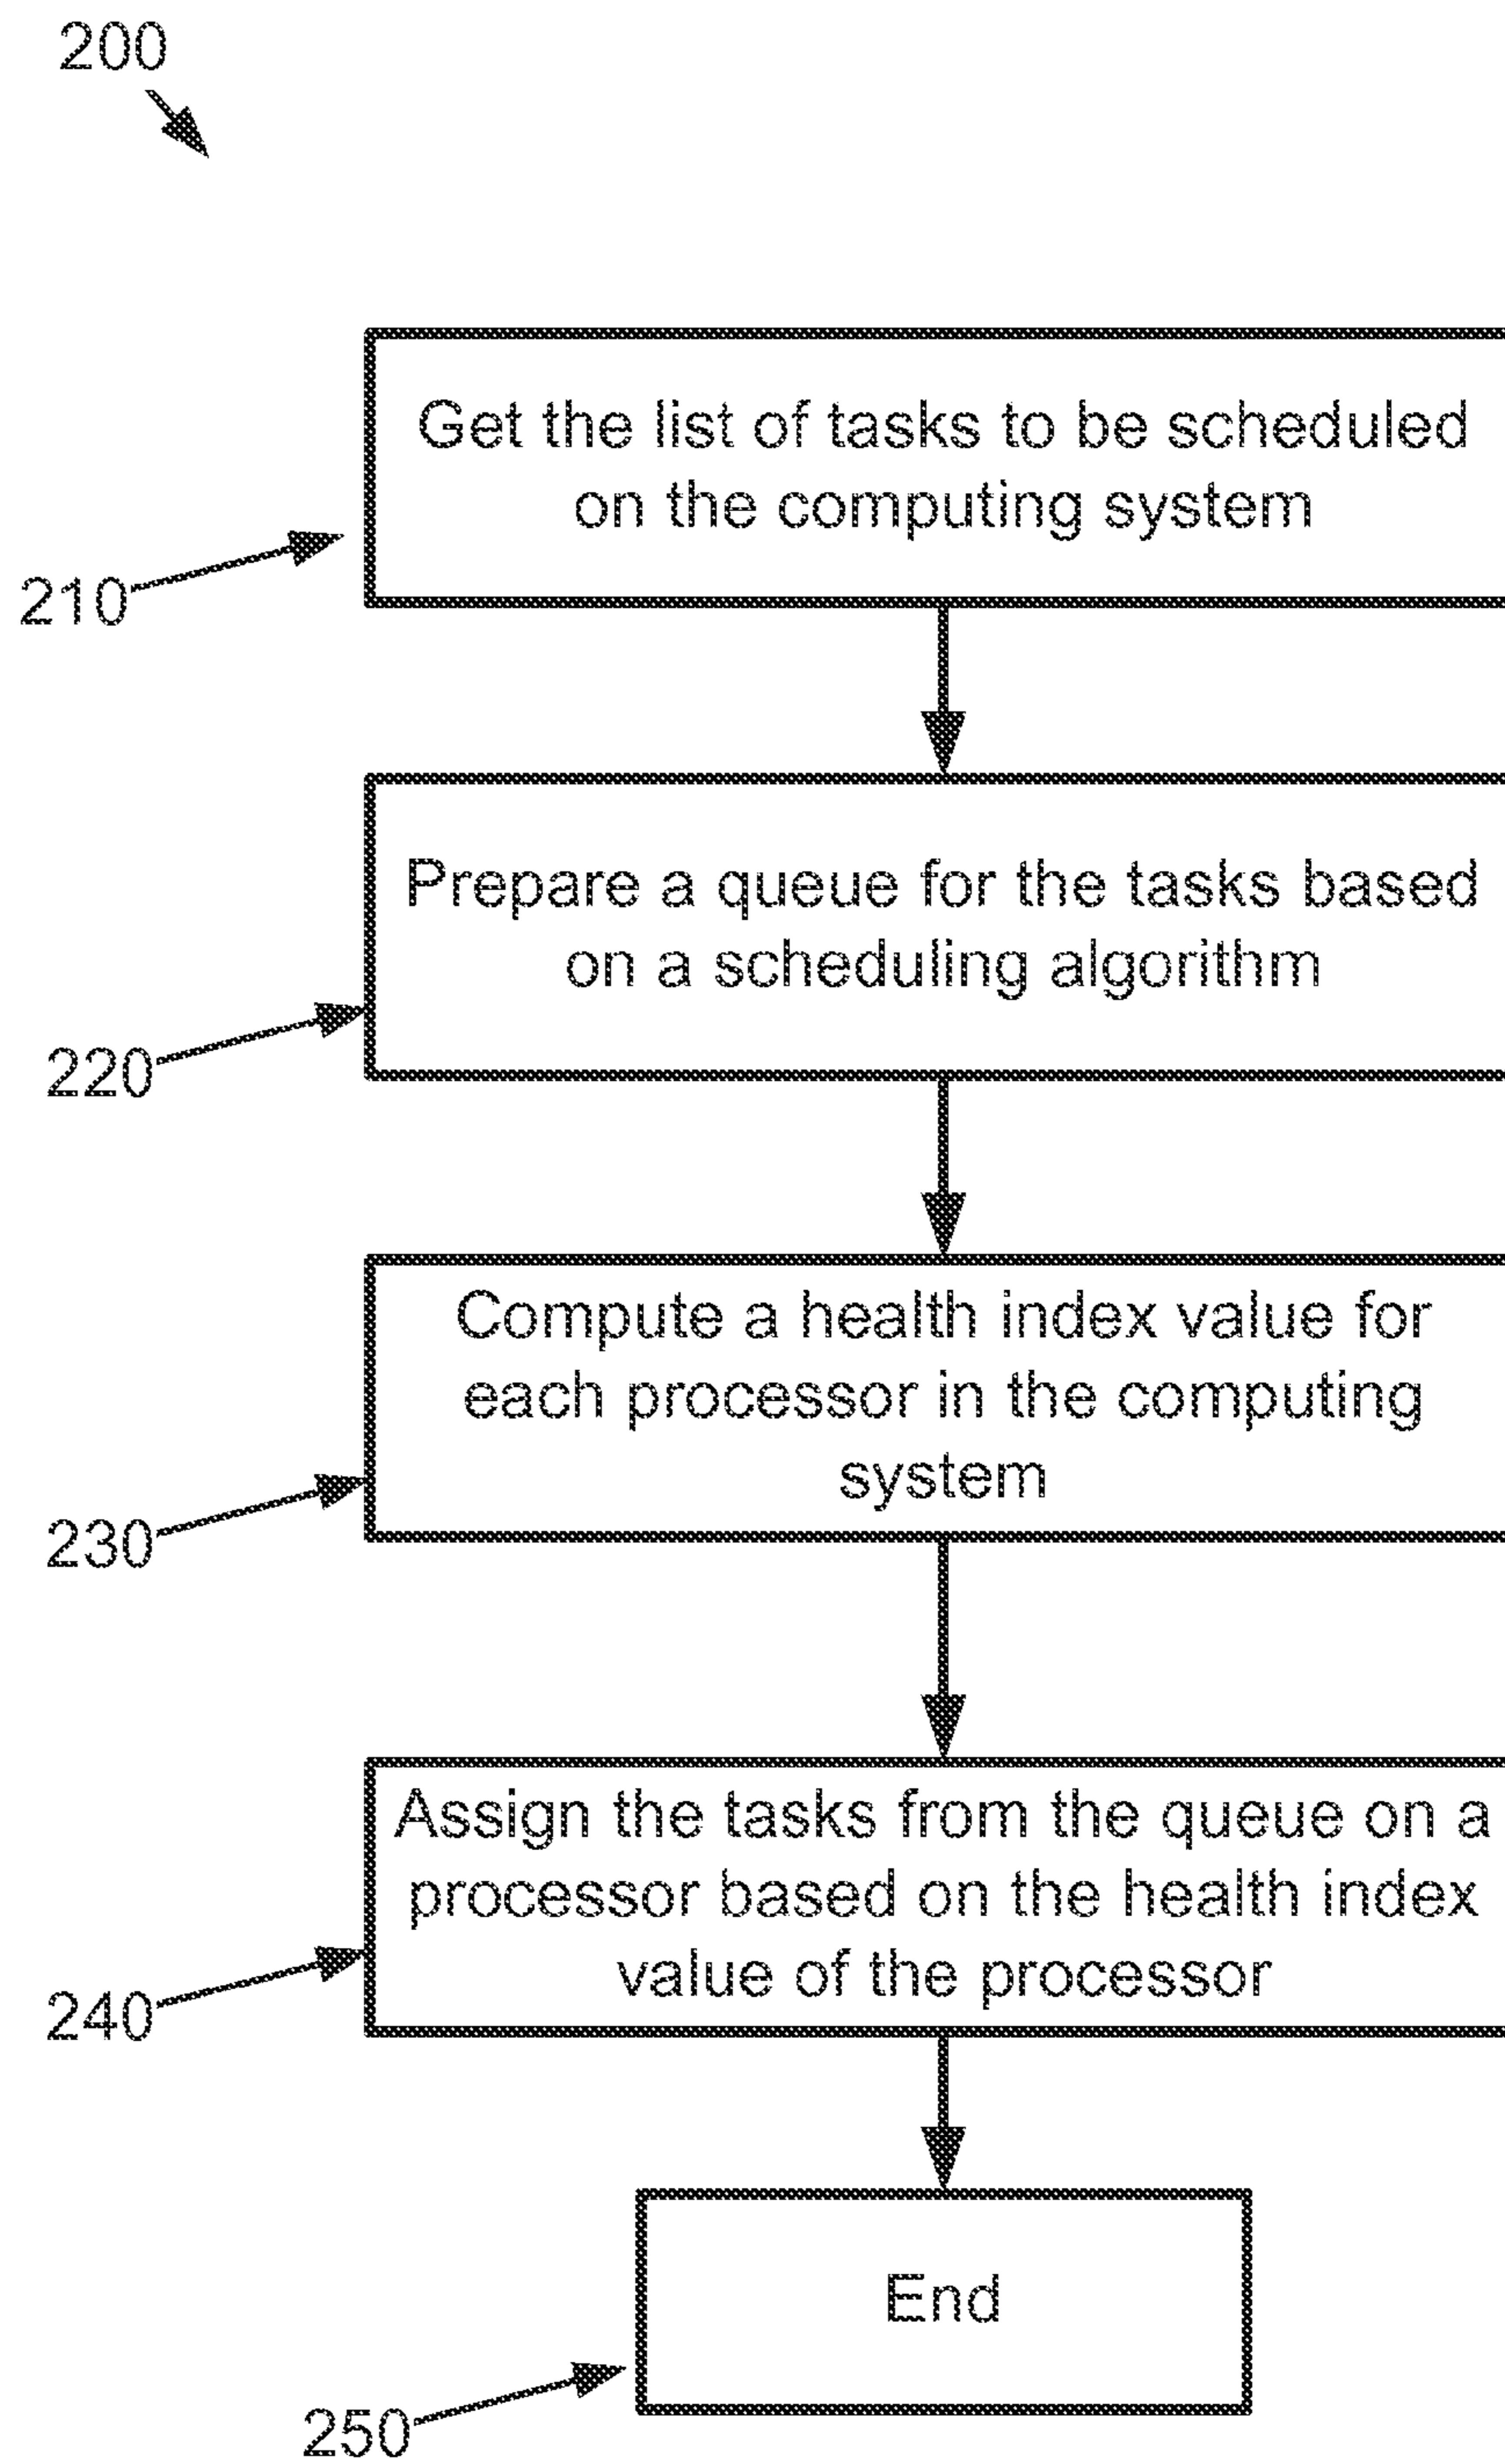 200
Get the list of tasks to be scheduled
on the computing system
210
Prepare a queue for the tasks based
on a scheduling algorithm
220
Compute a health index value for
each processor in the computing
system
230
Assign the tasks from the queue on a
processor based on the health index
value of the processor
240
End
250